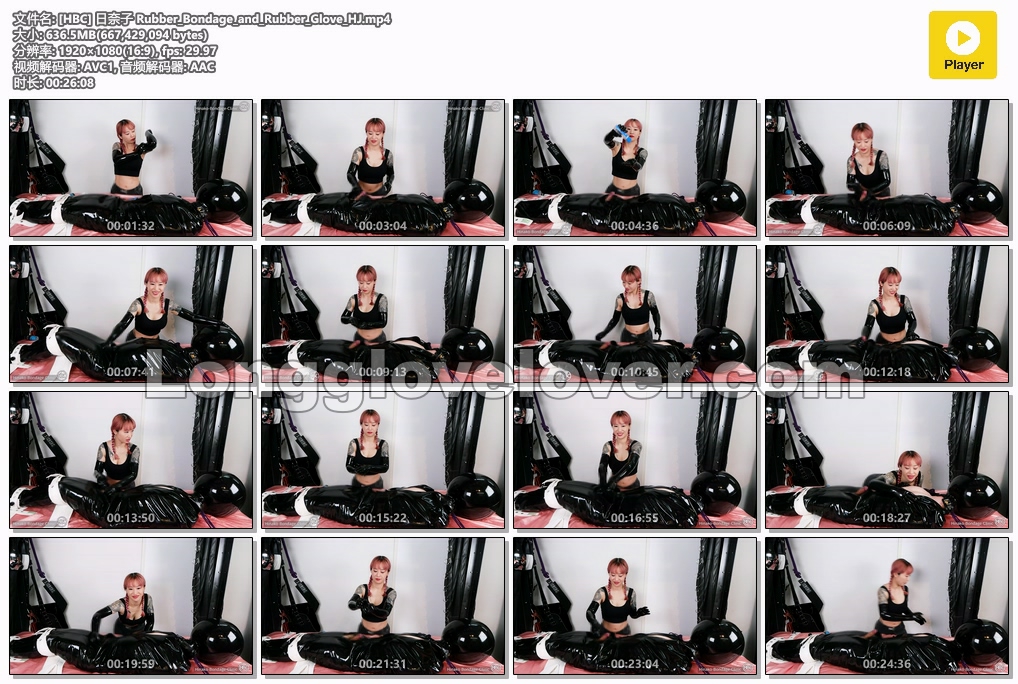 文件名: [HBC] 日奈子 Rubber_Bondage_and_Rubber_Glove_HJ.mp4
大小: 636.5MB(667,429,094 bytes)
分辨率: 1920×1080(16:9), fps: 29.97
视频解码器: AVC1, 音频解码器: AAC
时长: 00:26:08
Player
00:01:32
00:03:04
00:04:36
00:06:09
00:07:41
00:09:13
00:10:45
00:12:18
Longglovelover.com
00:13:50
00:15:22
00:16:55
00:18:27
00:19:59
00:21:31
00:23:04
00:24:36